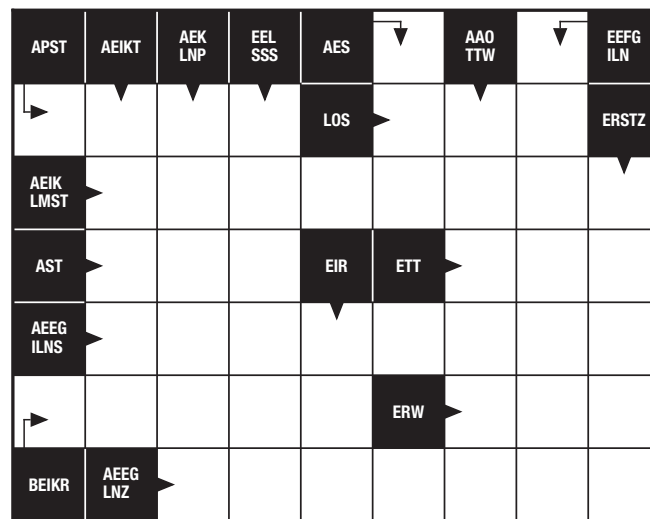 APST
AEIKT
AEK
LNP
EEL
SSS
AES
AAO
TTW
EEFG
ILN
LOS
ERSTZ
AEIK
LMST
AST
EIR
ETT
AEEG
ILNS
ERW
BEIKR
AEEG
LNZ